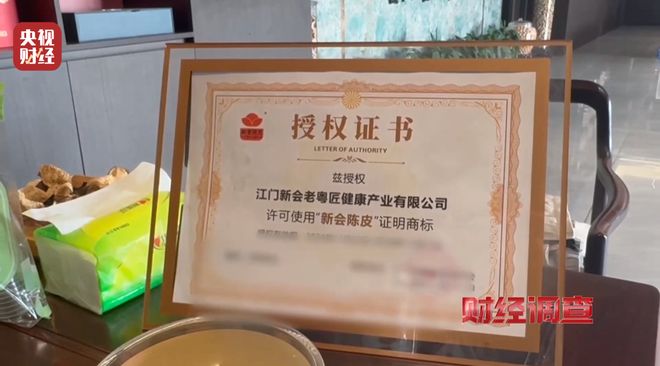 央视
财经
授权证书
LETTER OF AUTHORITY
兹授权
江门新会老粤匠健康产业有限公司
许可使用“新会陈皮”证明商标
财经调查